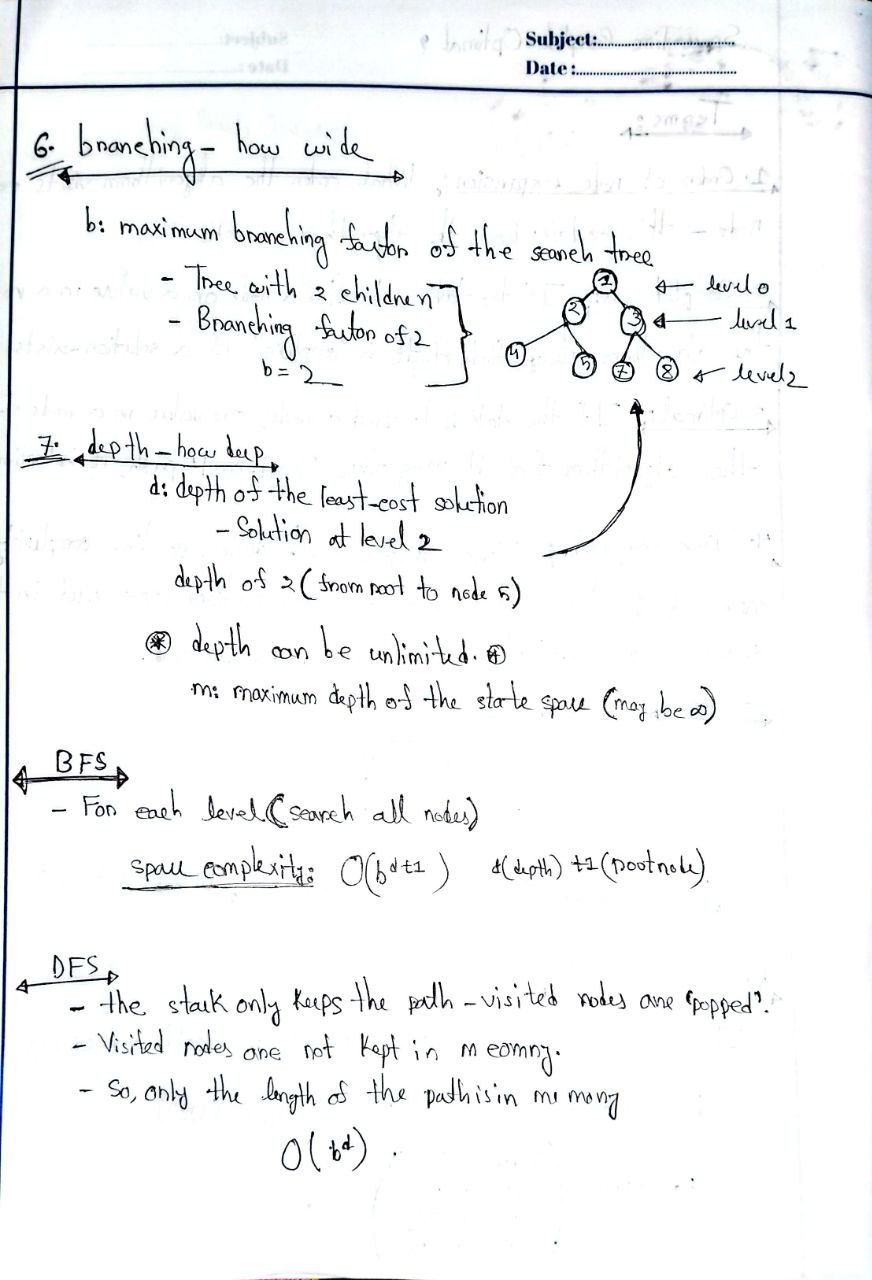 Subject:
Date:
6. branching - how wide
b: maximum branching factor of the search tree
- Tree with 2 children
- Branching factor of 2
b = 2
1 ← level 0
2 3 ← level 1
4 5 7 8 ← level 2
7. depth - how deep
d: depth of the least-cost solution
- Solution at level 2
depth of 2 (from root to node 5)
⊛ depth can be unlimited. ⊛
m: maximum depth of the state space (may be ∞)
BFS
- For each level (search all nodes)
space complexity: O(b^d+1) d(depth) +1 (root node)
DFS
- the stack only keeps the path - visited nodes are "popped".
- Visited nodes are not kept in memory.
- So, only the length of the path is in memory
O(b^d).